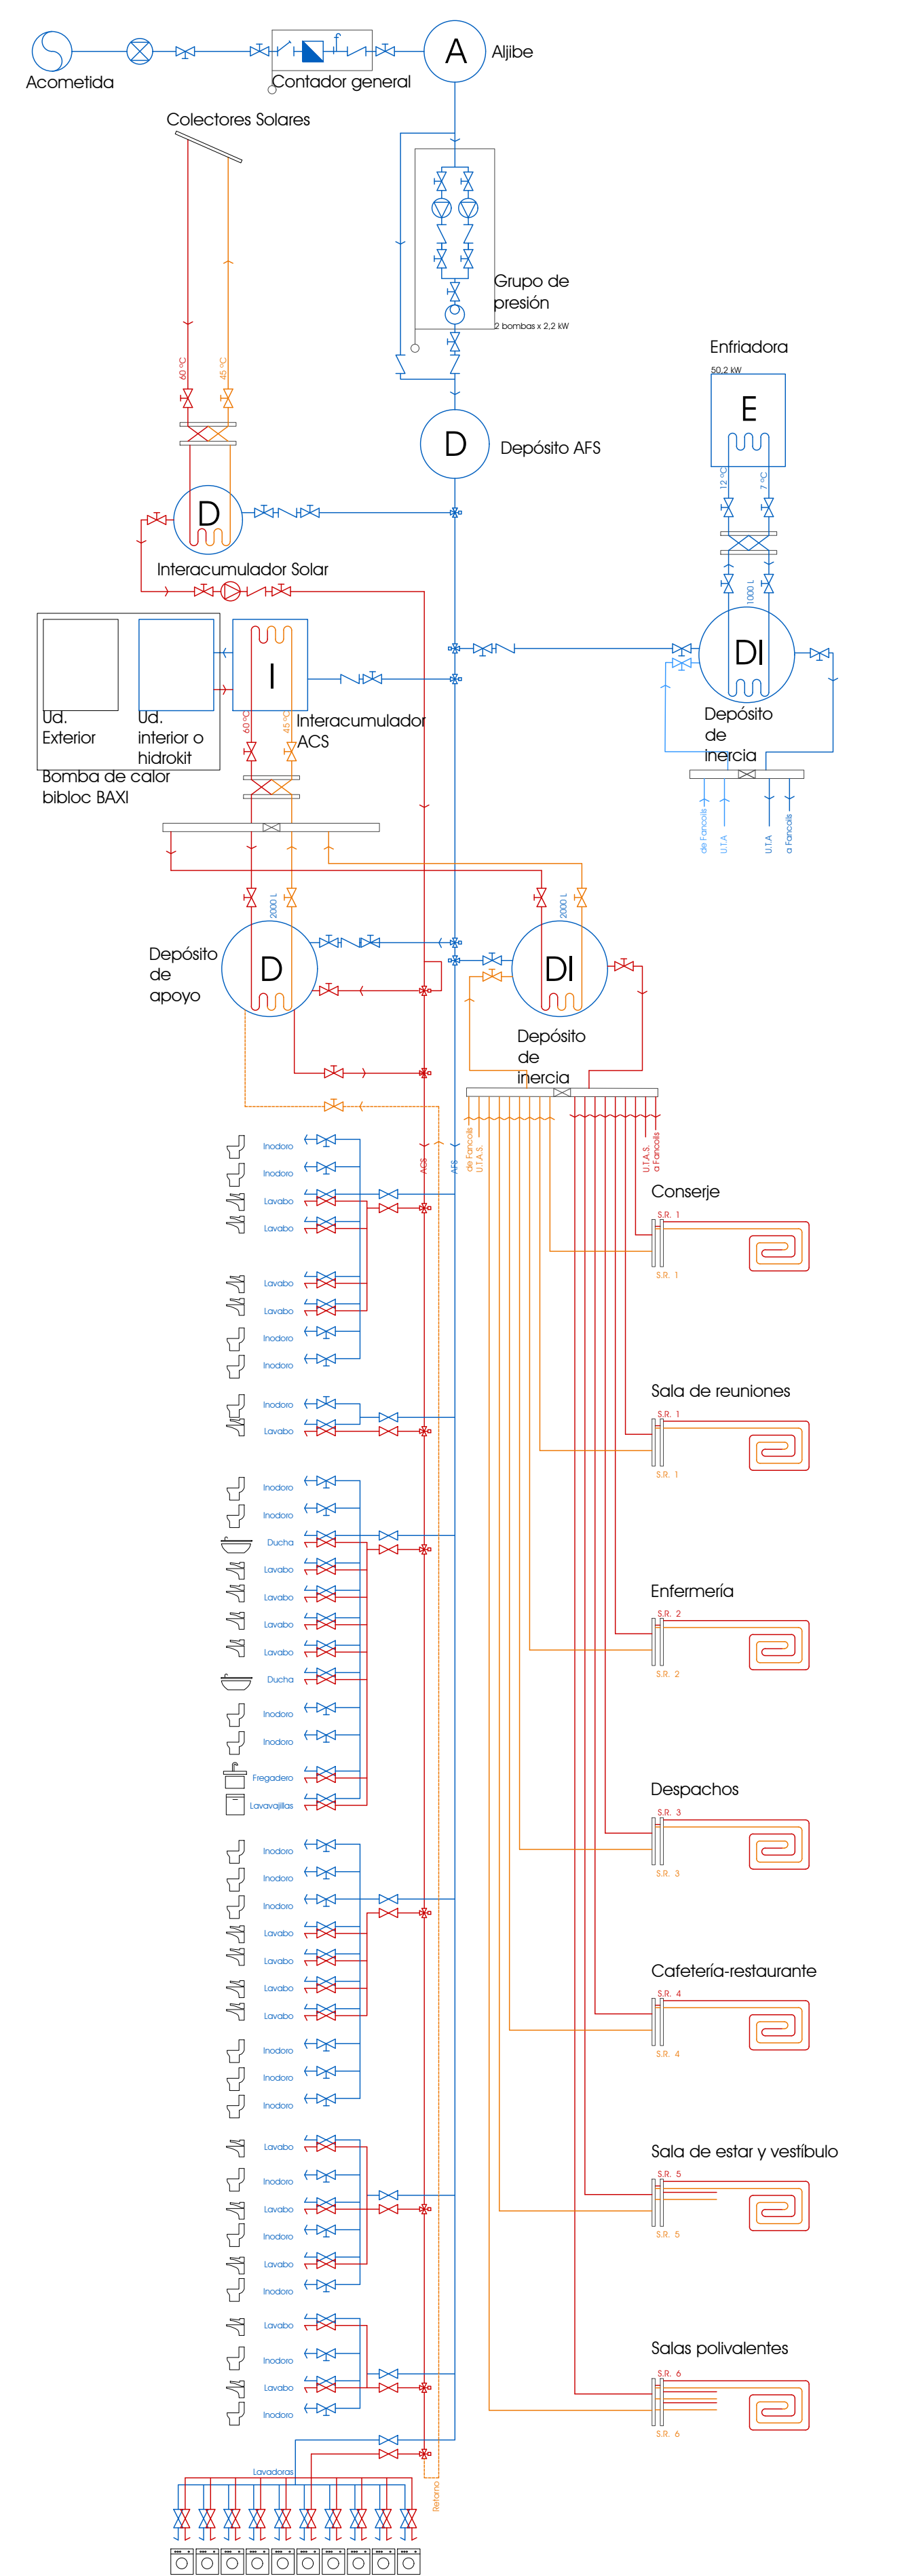 Acometida
Contador general
A
Aljibe
Colectores Solares
60 ºC
45 ºC
Grupo de
presión
2 bombas x 2,2 kW
Enfriadora
50,2 kW
E
12 ºC
7 ºC
D
Depósito AFS
D
Interacumulador Solar
1000 L
DI
Depósito
de
inercia
de Fancoils
U.T.A
U.T.A
a Fancoils
Ud.
Exterior
Ud.
interior o
hidrokit
Bomba de calor
bibloc BAXI
I
Interacumulador
ACS
60 ºC
45 ºC
2000 L
Depósito
de
apoyo
D
2000 L
DI
Depósito
de
inercia
ACS
AFS
de Fancoils
U.T.A.S.
U.T.A.S.
a Fancoils
Inodoro
Inodoro
Lavabo
Lavabo
Lavabo
Lavabo
Inodoro
Inodoro
Inodoro
Lavabo
Inodoro
Inodoro
Ducha
Lavabo
Lavabo
Lavabo
Lavabo
Ducha
Inodoro
Inodoro
Fregadero
Lavavajillas
Inodoro
Inodoro
Inodoro
Lavabo
Lavabo
Lavabo
Lavabo
Inodoro
Inodoro
Inodoro
Lavabo
Inodoro
Lavabo
Inodoro
Lavabo
Inodoro
Lavabo
Inodoro
Lavabo
Inodoro
Lavadoras
Retorno
Conserje
S.R. 1
S.R. 1
Sala de reuniones
S.R. 1
S.R. 1
Enfermería
S.R. 2
S.R. 2
Despachos
S.R. 3
S.R. 3
Cafetería-restaurante
S.R. 4
S.R. 4
Sala de estar y vestíbulo
S.R. 5
S.R. 5
Salas polivalentes
S.R. 6
S.R. 6